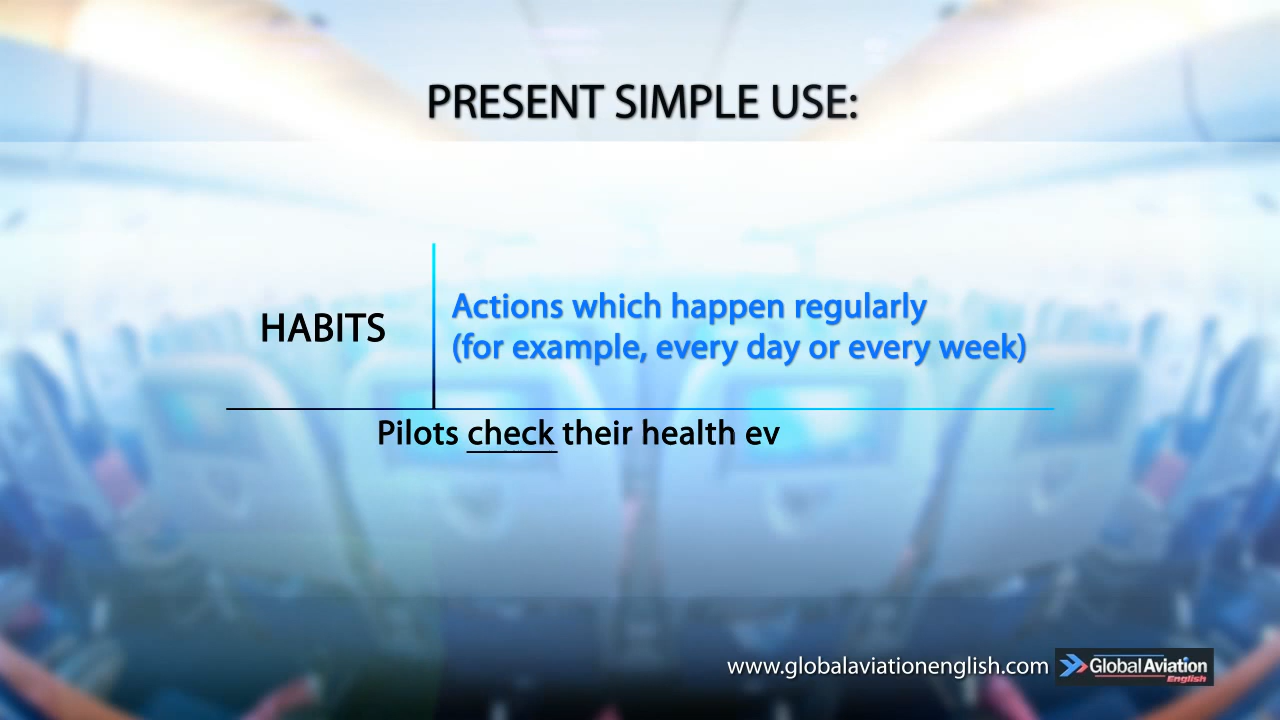 PRESENT SIMPLE USE:
HABITS
Actions which happen regularly
(for example, every day or every week)
Pilots check their health ev
www.globalaviationenglish.com
Global Aviation
English